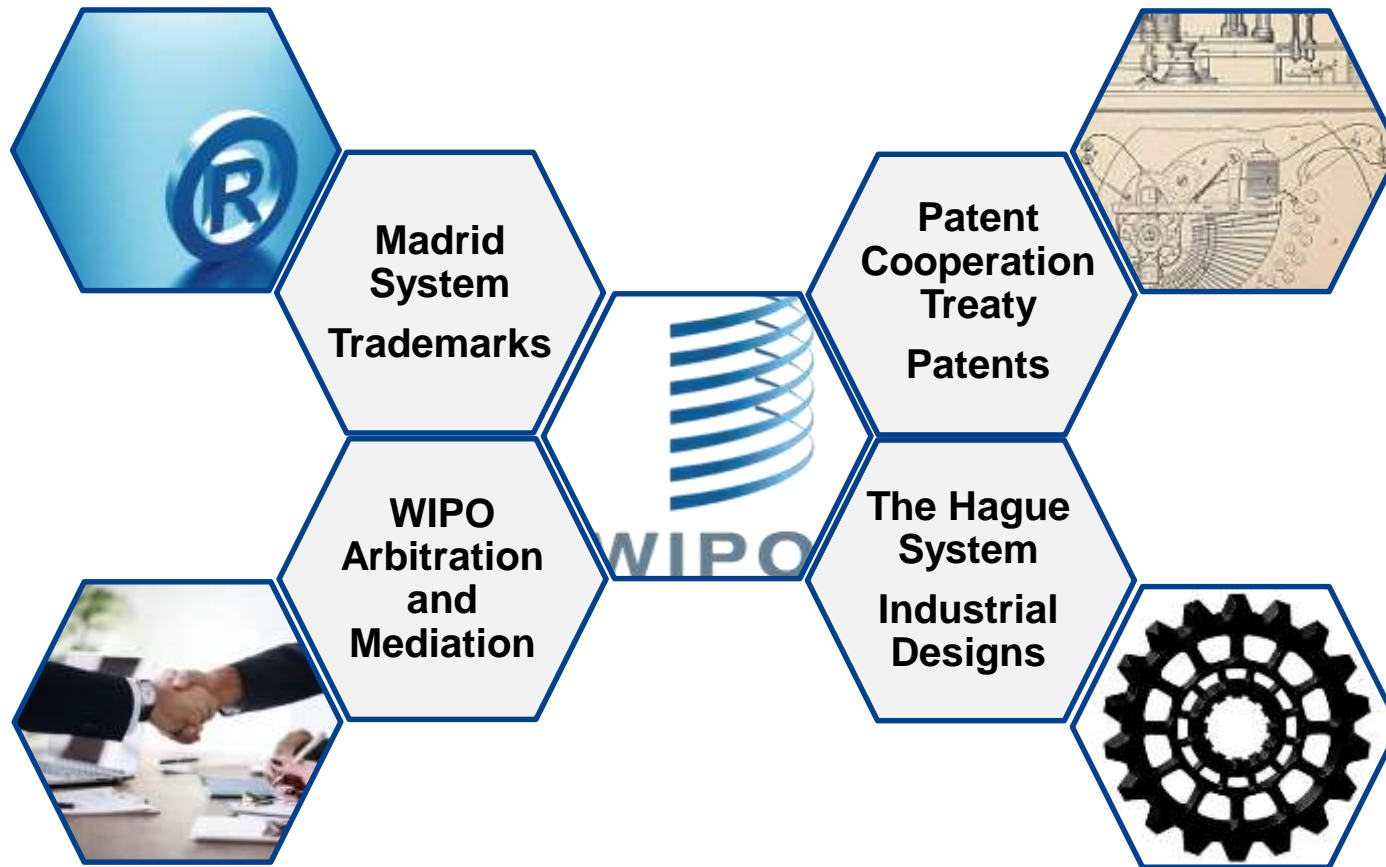 R
Madrid
System
Trademarks
Patent
Cooperation
Treaty
Patents
WIPO
WIPO
Arbitration
and
Mediation
The Hague
System
Industrial
Designs